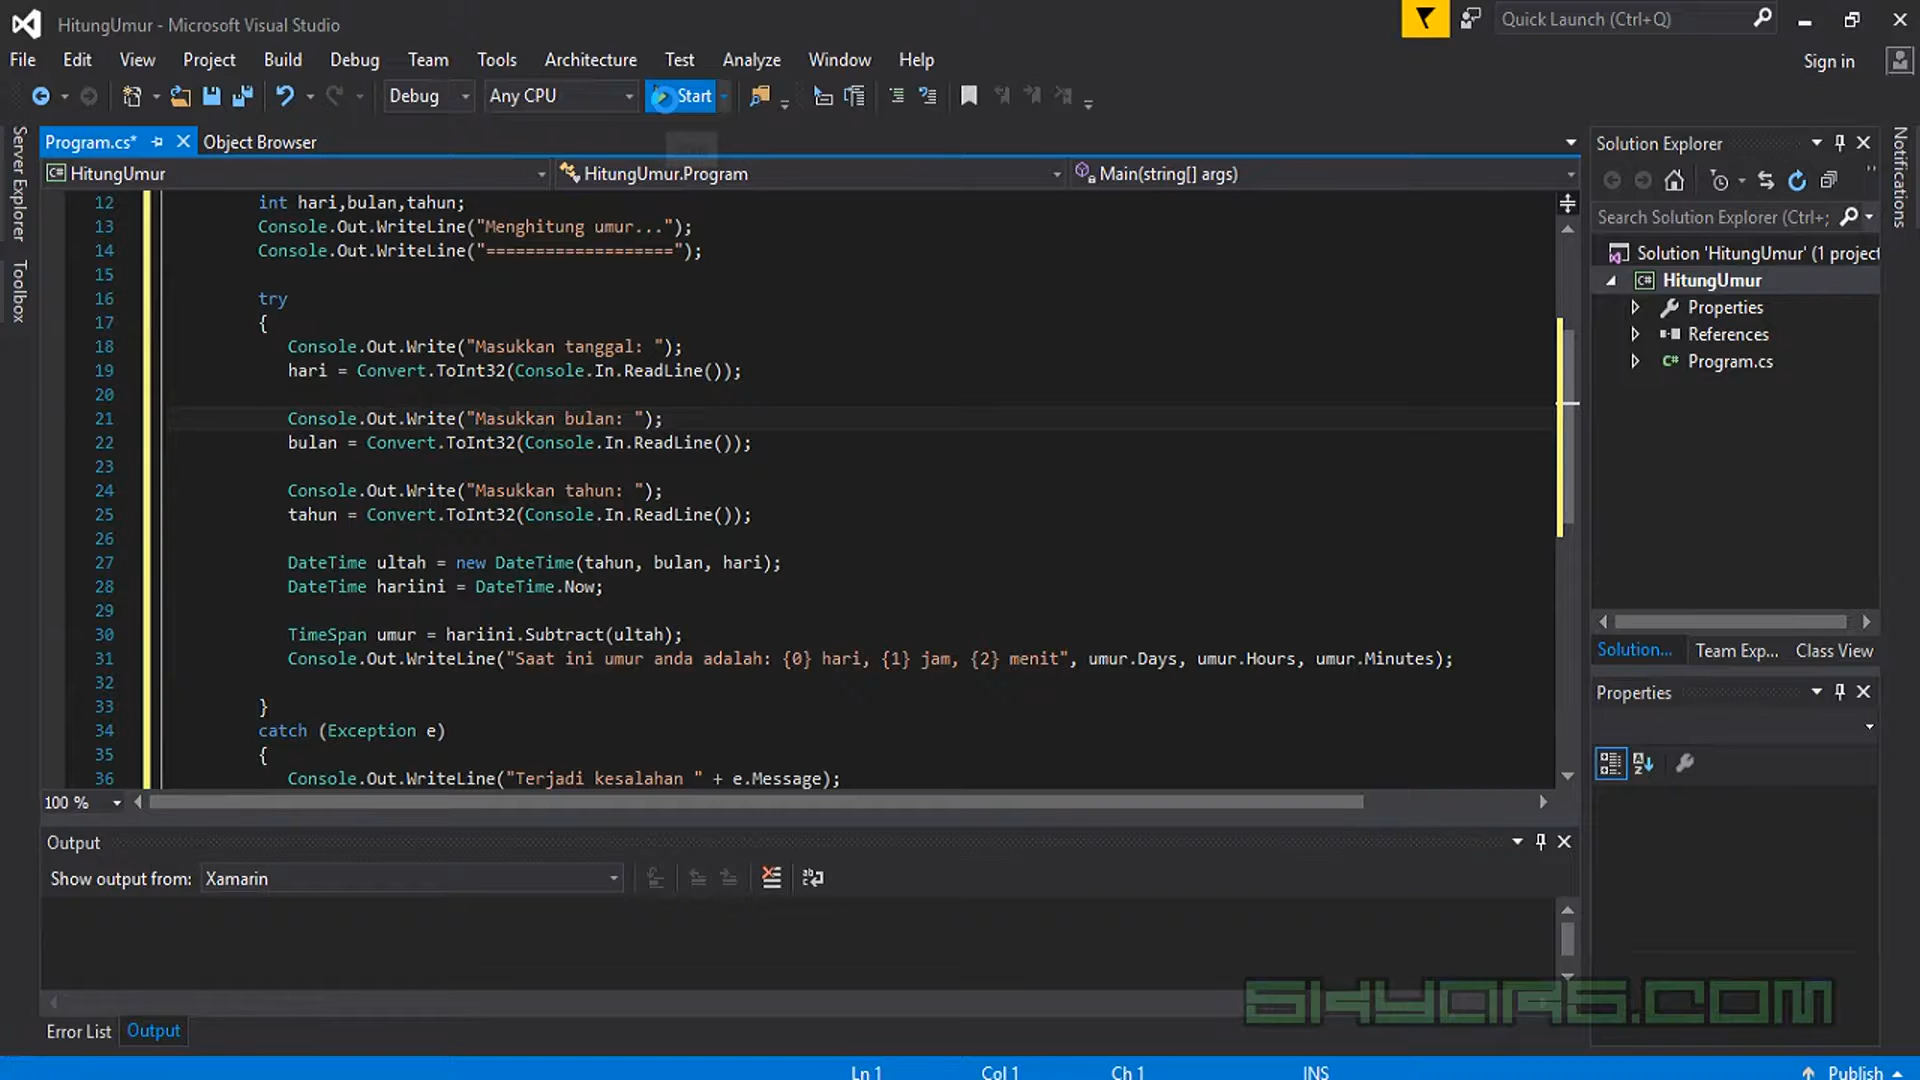 HitungUmur - Microsoft Visual Studio
Quick Launch (Ctrl+Q)
File Edit View Project Build Debug Team Tools Architecture Test Analyze Window Help
Sign in
Debug Any CPU Start
Server Explorer
Toolbox
Program.cs* Object Browser
HitungUmur HitungUmur.Program Main(string[] args)
12 int hari,bulan,tahun;
13 Console.Out.WriteLine("Menghitung umur...");
14 Console.Out.WriteLine("===================");
15
16 try
17 {
18 Console.Out.Write("Masukkan tanggal: ");
19 hari = Convert.ToInt32(Console.In.ReadLine());
20
21 Console.Out.Write("Masukkan bulan: ");
22 bulan = Convert.ToInt32(Console.In.ReadLine());
23
24 Console.Out.Write("Masukkan tahun: ");
25 tahun = Convert.ToInt32(Console.In.ReadLine());
26
27 DateTime ultah = new DateTime(tahun, bulan, hari);
28 DateTime hariini = DateTime.Now;
29
30 TimeSpan umur = hariini.Subtract(ultah);
31 Console.Out.WriteLine("Saat ini umur anda adalah: {0} hari, {1} jam, {2} menit", umur.Days, umur.Hours, umur.Minutes);
32
33 }
34 catch (Exception e)
35 {
36 Console.Out.WriteLine("Terjadi kesalahan " + e.Message);
100 %
Output
Show output from: Xamarin
Error List Output
Solution Explorer
Search Solution Explorer (Ctrl+;
Solution 'HitungUmur' (1 project
HitungUmur
Properties
References
Program.cs
Solution... Team Exp... Class View
Properties
Notifications
SKYOAS.COM
Ln 1 Col 1 Ch 1 INS Publish